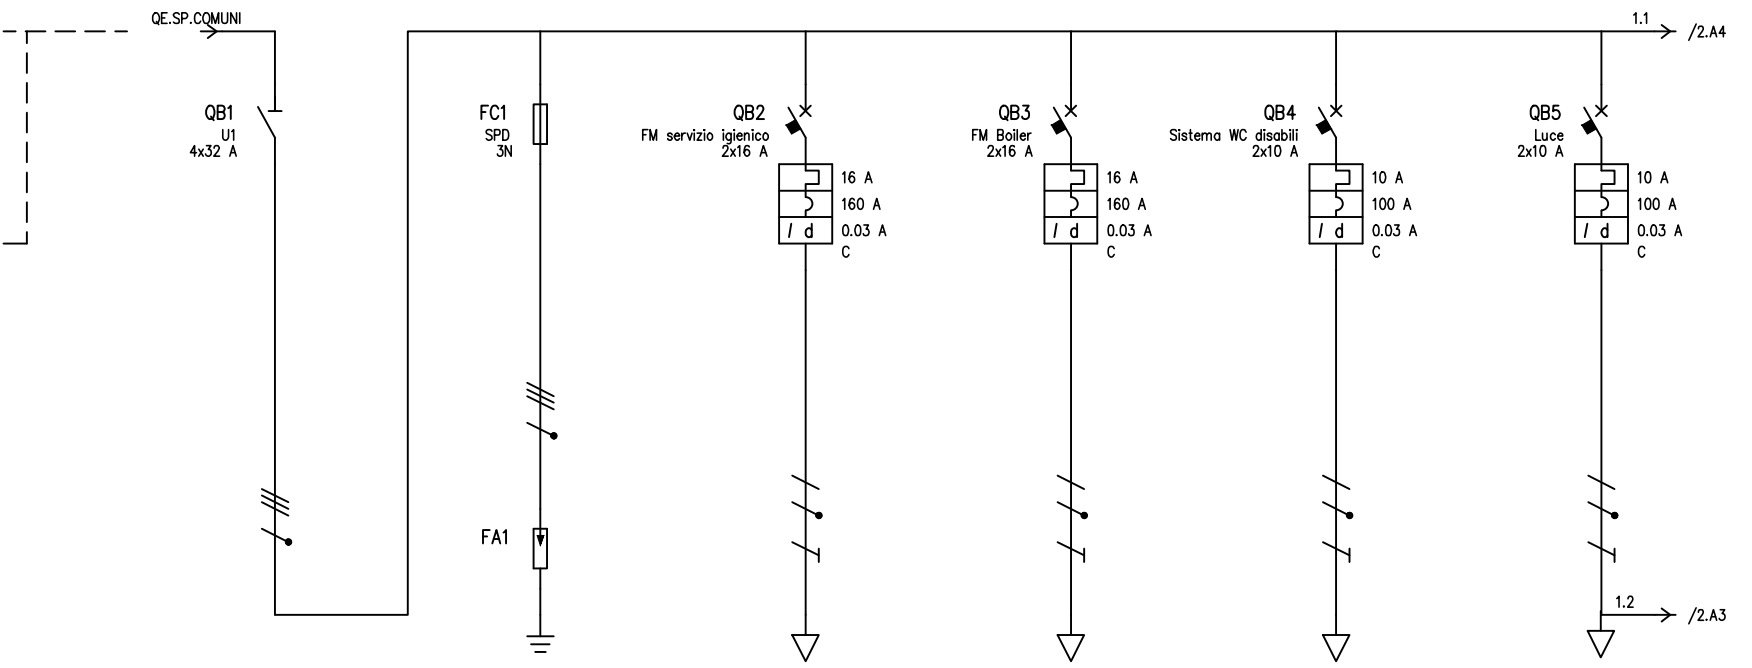 QE.SP.COMUNI
1.1
/2.A4
QB1
U1
4x32 A
FC1
SPD
3N
QB2
FM servizio igienico
2x16 A
16 A
160 A
I d
0.03 A
C
QB3
FM Boiler
2x16 A
16 A
160 A
I d
0.03 A
C
QB4
Sistema WC disabili
2x10 A
10 A
100 A
I d
0.03 A
C
QB5
Luce
2x10 A
10 A
100 A
I d
0.03 A
C
FA1
1.2
/2.A3